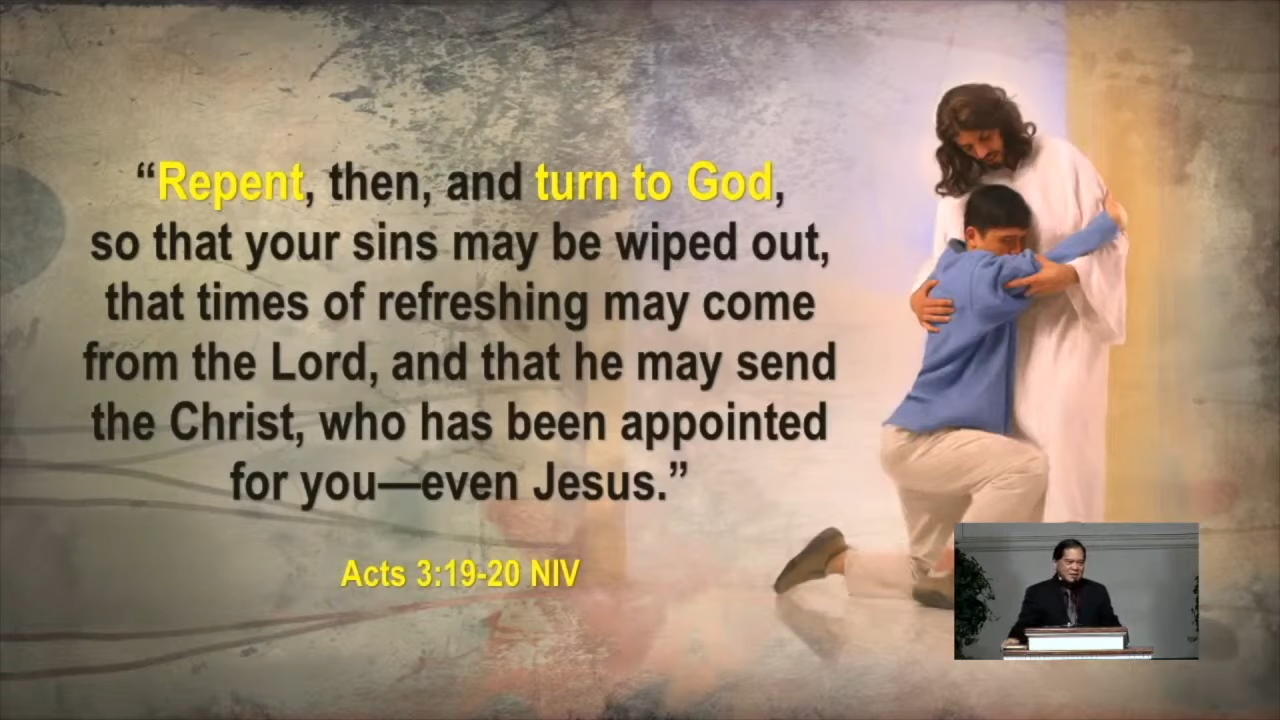 “Repent, then, and turn to God,
so that your sins may be wiped out,
that times of refreshing may come
from the Lord, and that he may send
the Christ, who has been appointed
for you—even Jesus.”
Acts 3:19-20 NIV